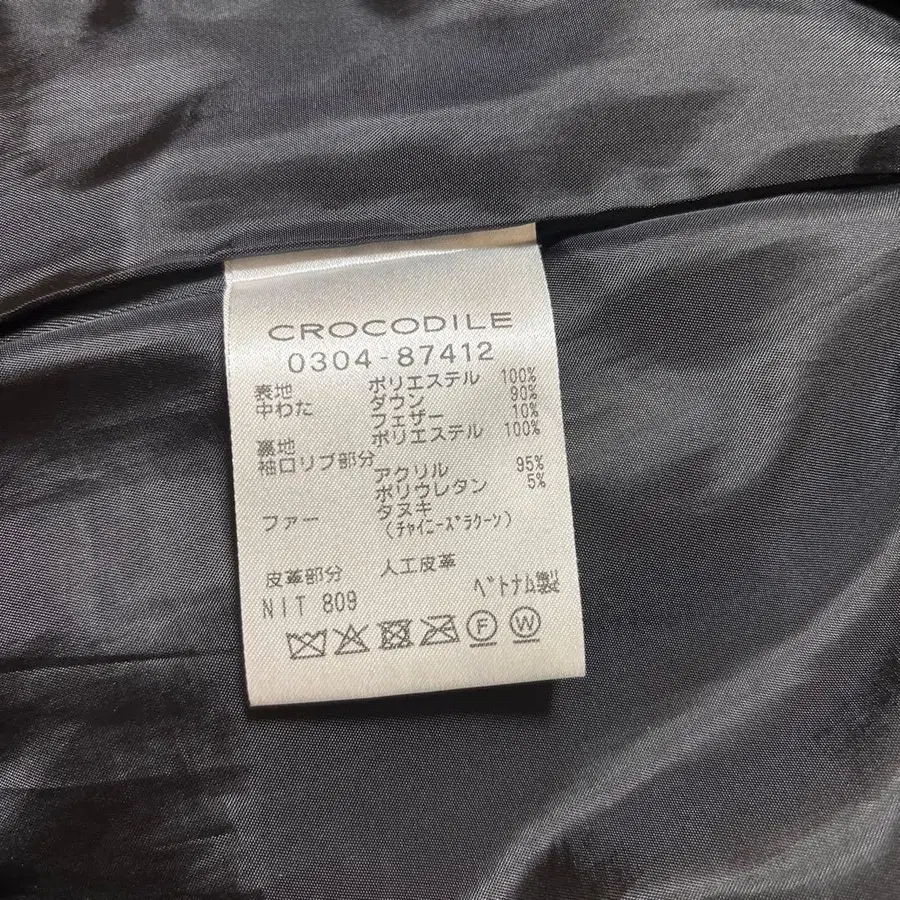 CROCODILE
0304-87412
表地 ポリエステル 100%
中わた ダウン 90%
フェザー 10%
裏地 ポリエステル 100%
袖口リブ部分
アクリル 95%
ポリウレタン 5%
ファー タヌキ
(ﾁｬｲﾆｰｽﾞﾗｸｰﾝ)
皮革部分 人工皮革
NIT 809 ﾍﾞﾄﾅﾑ製
F W